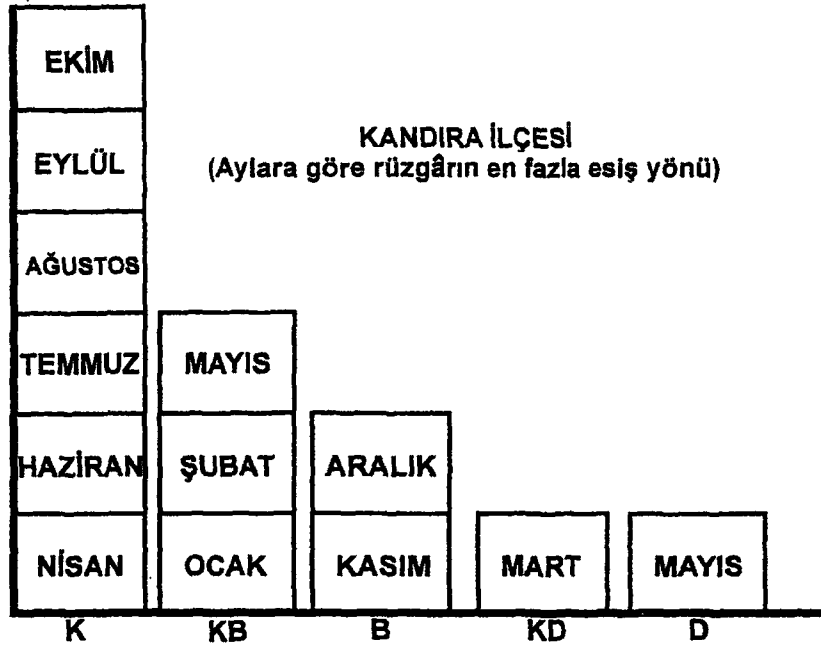 EKİM
EYLÜL
KANDIRA İLÇESİ
(Aylara göre rüzgârın en fazla esiş yönü)
AĞUSTOS
TEMMUZ MAYIS
HAZİRAN ŞUBAT ARALIK
NİSAN OCAK KASIM MART MAYIS
K KB B KD D